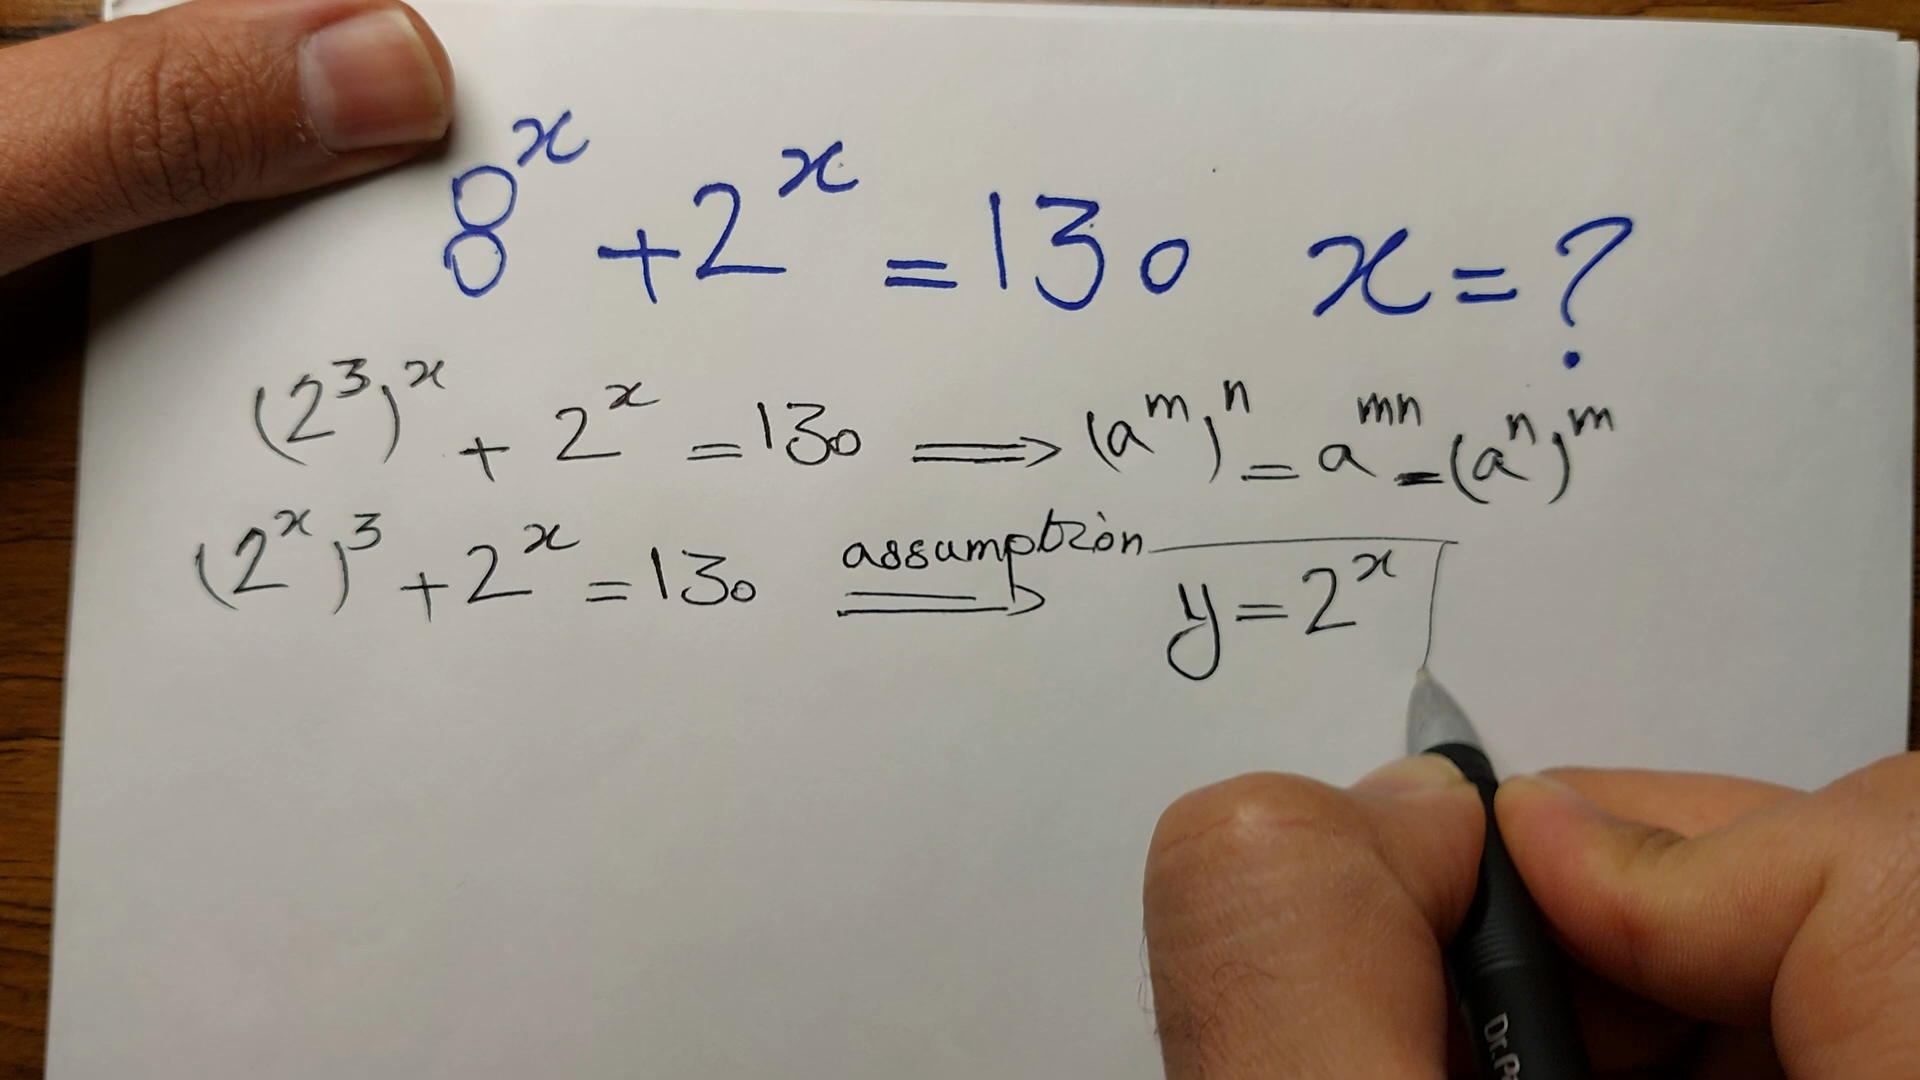 8^x + 2^x = 130 x = ?
(2^3)^x + 2^x = 130 ⟹ (a^m)^n = a^mn = (a^n)^m
(2^x)^3 + 2^x = 130 assumption ⟹ y = 2^x